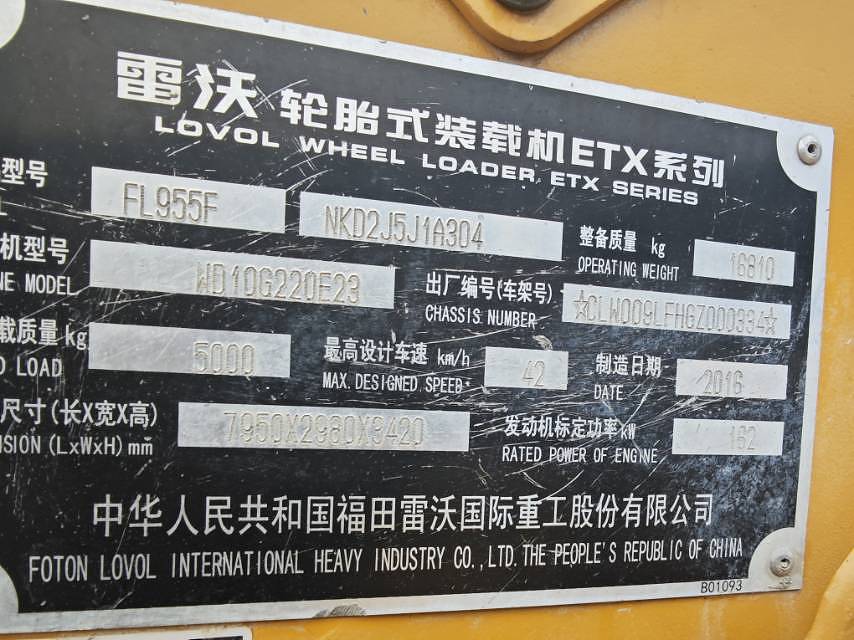 雷沃 轮胎式装载机ETX系列
LOVOL WHEEL LOADER ETX SERIES
型号 FL955F NKD2J5J1A304 整备质量 kg 16810
L OPERATING WEIGHT
机型号 WD10G220E23 出厂编号(车架号) ☆CLW009LFHGZ000334☆
NE MODEL CHASSIS NUMBER
载质量 kg 5000 最高设计车速 km/h 42 制造日期 2016
D LOAD MAX.DESIGNED SPEED DATE
尺寸(长X宽X高) 7950X2980X3420 发动机标定功率 kW 162
NSION (LxWxH) mm RATED POWER OF ENGINE
中华人民共和国福田雷沃国际重工股份有限公司
FOTON LOVOL INTERNATIONAL HEAVY INDUSTRY CO.,LTD.THE PEOPLE'S REPUBLIC OF CHINA
B01093